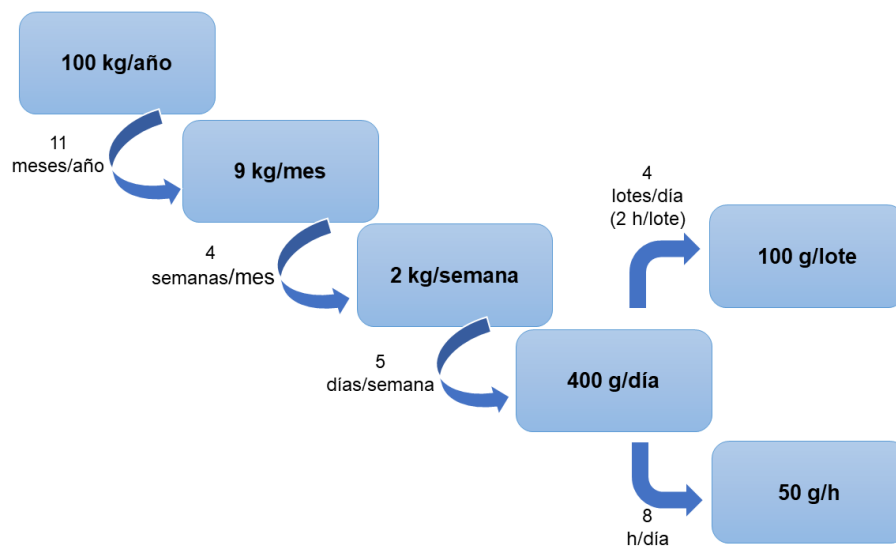 100 kg/año
11
meses/año
9 kg/mes
4
semanas/mes
2 kg/semana
5
días/semana
400 g/día
4
lotes/día
(2 h/lote)
100 g/lote
8
h/día
50 g/h